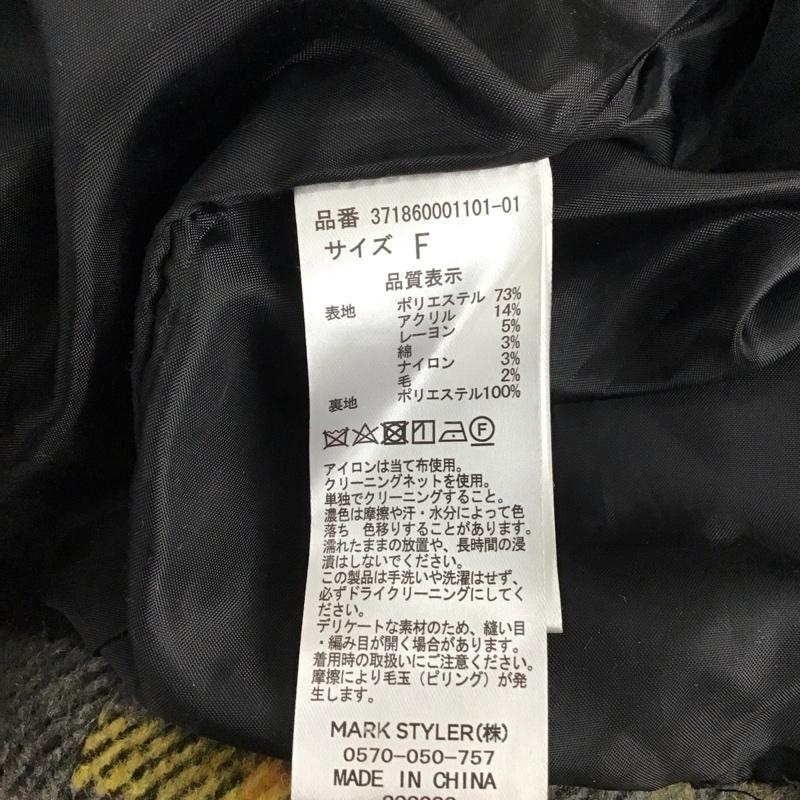 品番 371860001101-01
サイズ F
品質表示
表地 ポリエステル 73%
アクリル 14%
レーヨン 5%
綿 3%
ナイロン 3%
毛 2%
裏地 ポリエステル100%
F
アイロンは当て布使用。
クリーニングネットを使用。
単独でクリーニングすること。
濃色は摩擦や汗・水分によって色
落ち 色移りすることがあります。
濡れたままの放置や、長時間の浸
漬はしないでください。
この製品は手洗いや洗濯はせず、
必ずドライクリーニングにしてく
ださい。
デリケートな素材のため、縫い目
・編み目が開く場合があります。
着用時の取扱いにご注意ください。
摩擦により毛玉（ピリング）が発
生します。
MARK STYLER(株)
0570-050-757
MADE IN CHINA